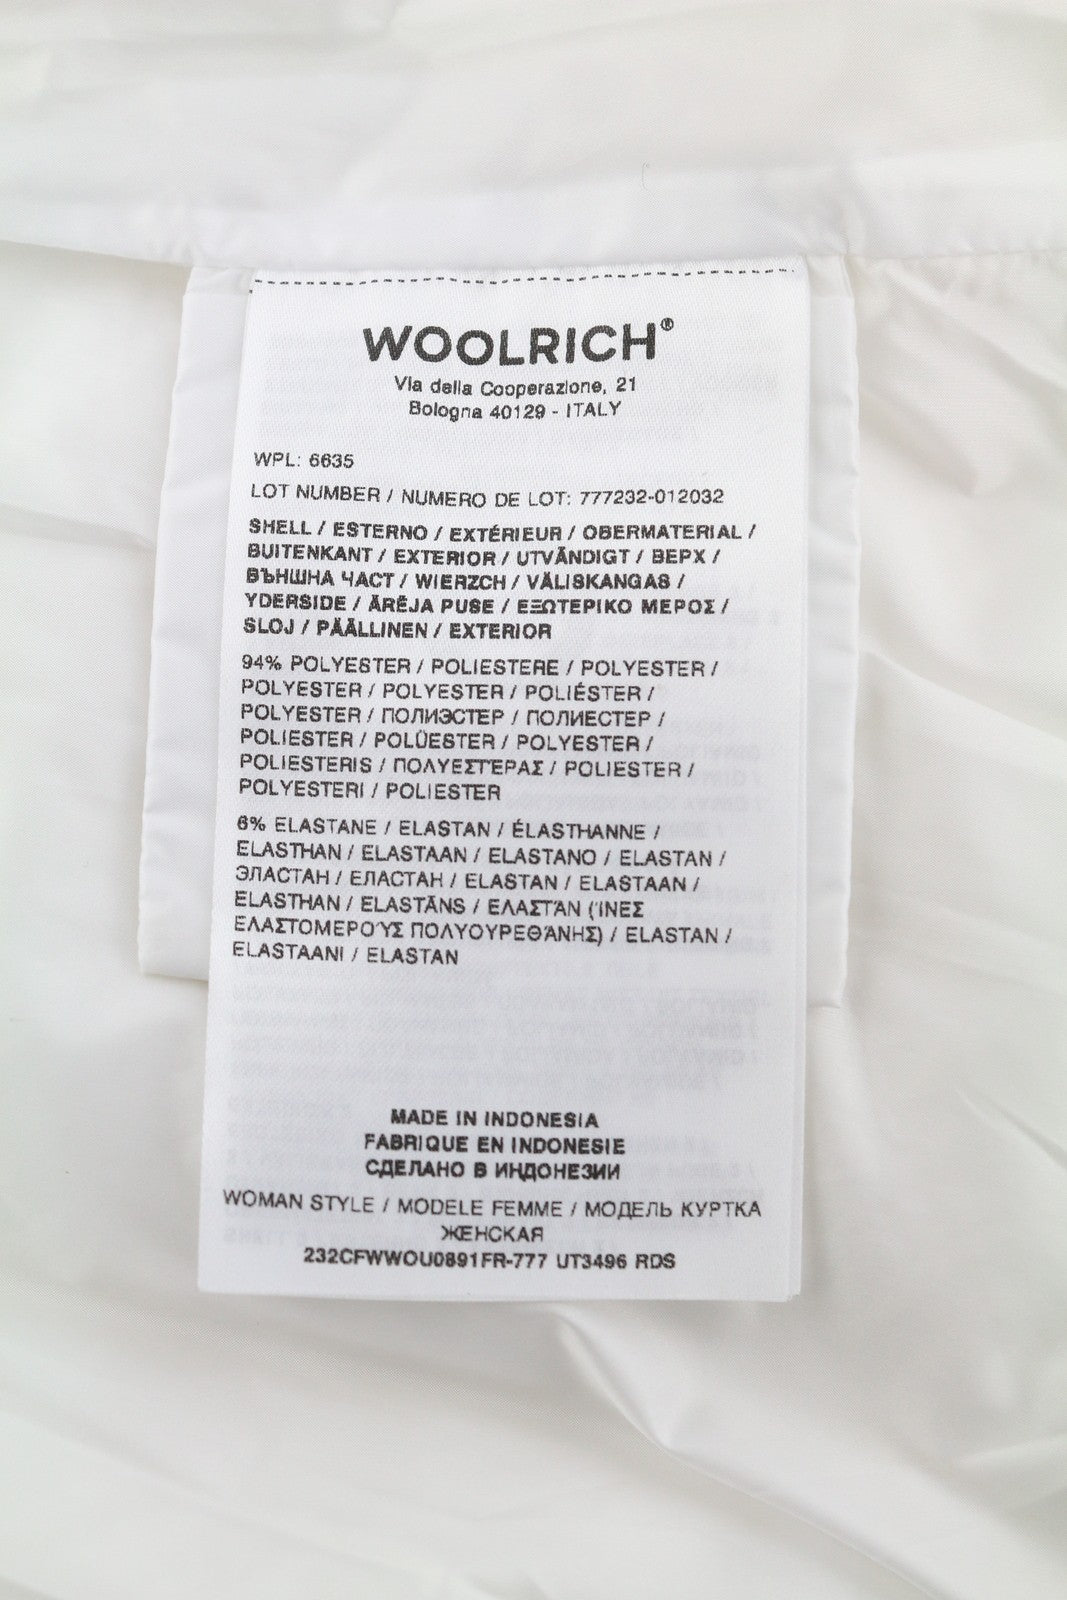 WOOLRICH®
Via della Cooperazione, 21
Bologna 40129 - ITALY
WPL: 6635
LOT NUMBER / NUMERO DE LOT: 777232-012032
SHELL / ESTERNO / EXTÉRIEUR / OBERMATERIAL /
BUITENKANT / EXTERIOR / UTVÄNDIGT / ВЕРХ /
ВЪНШНА ЧАСТ / WIERZCH / VÄLISKANGAS /
YDERSIDE / ĀRĒJA PUSE / ΕΞΩΤΕΡΙΚΟ ΜΕΡΟΣ /
SLOJ / PÄÄLLINEN / EXTERIOR
94% POLYESTER / POLIESTERE / POLYESTER /
POLYESTER / POLYESTER / POLIÉSTER /
POLYESTER / ПОЛИЭСТЕР / ПОЛИЕСТЕР /
POLIESTER / POLÜESTER / POLYESTER /
POLIESTERIS / ΠΟΛΥΕΣΤΈΡΑΣ / POLIESTER /
POLYESTERI / POLIESTER
6% ELASTANE / ELASTAN / ÉLASTHANNE /
ELASTHAN / ELASTAAN / ELASTANO / ELASTAN /
ЭЛАСТАН / ЕЛАСТАН / ELASTAN / ELASTAAN /
ELASTHAN / ELASTĀNS / ΕΛΑΣΤΆΝ (ΊΝΕΣ
ΕΛΑΣΤΟΜΕΡΟΎΣ ΠΟΛΥΟΥΡΕΘΆΝΗΣ) / ELASTAN /
ELASTAANI / ELASTAN
MADE IN INDONESIA
FABRIQUE EN INDONESIE
СДЕЛАНО В ИНДОНЕЗИИ
WOMAN STYLE / MODELE FEMME / МОДЕЛЬ КУРТКА
ЖЕНСКАЯ
232CFWWOU0891FR-777 UT3496 RDS